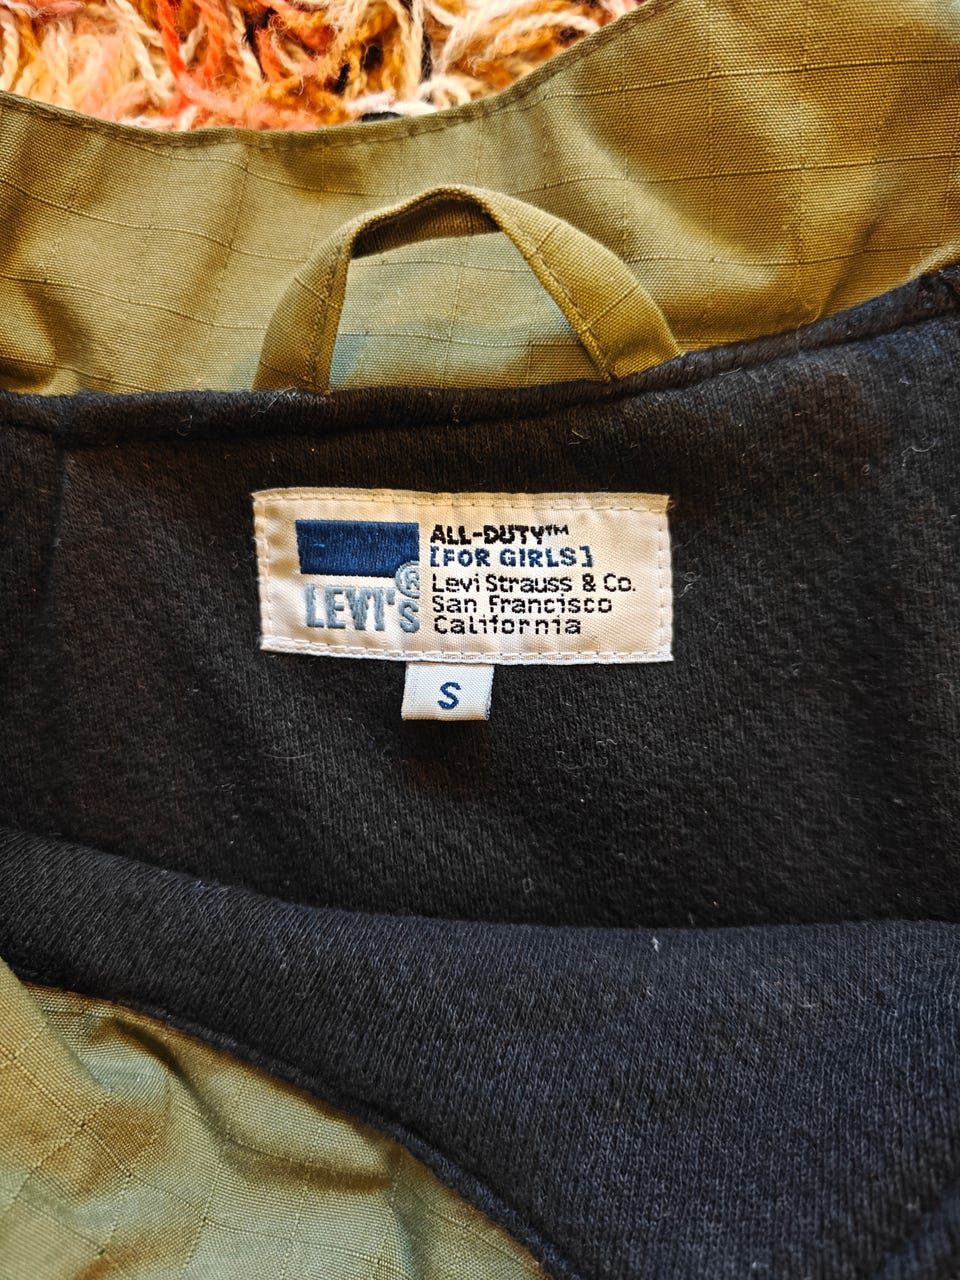 ALL-DUTY™
[FOR GIRLS]
LEVI'S®
Levi Strauss & Co.
San Francisco
California
S